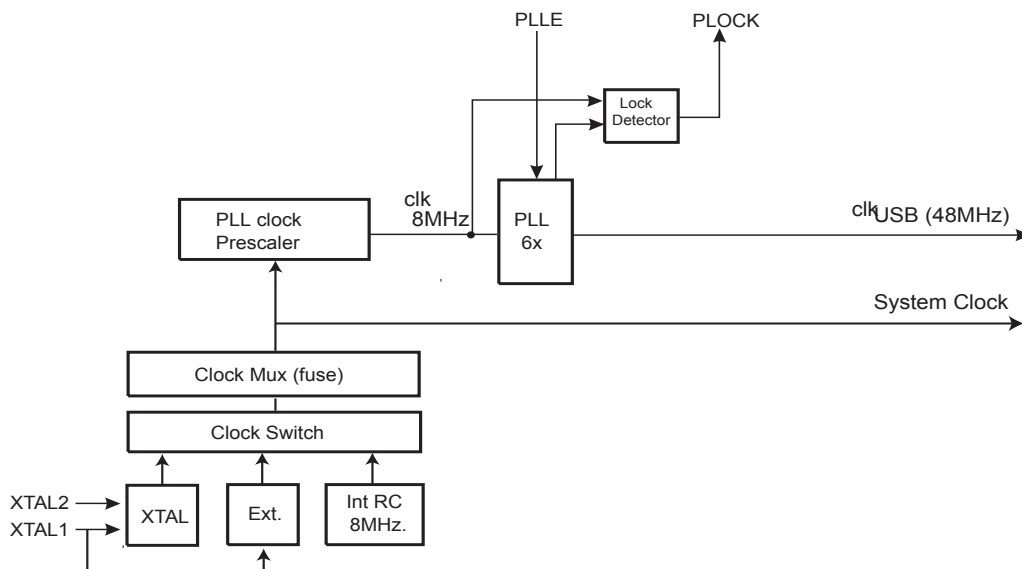 PLLE
PLOCK
Lock
Detector
clk
8MHz
PLL clock
Prescaler
PLL
6x
clk
USB (48MHz)
System Clock
Clock Mux (fuse)
Clock Switch
XTAL2
XTAL1
XTAL
Ext.
Int RC
8MHz.